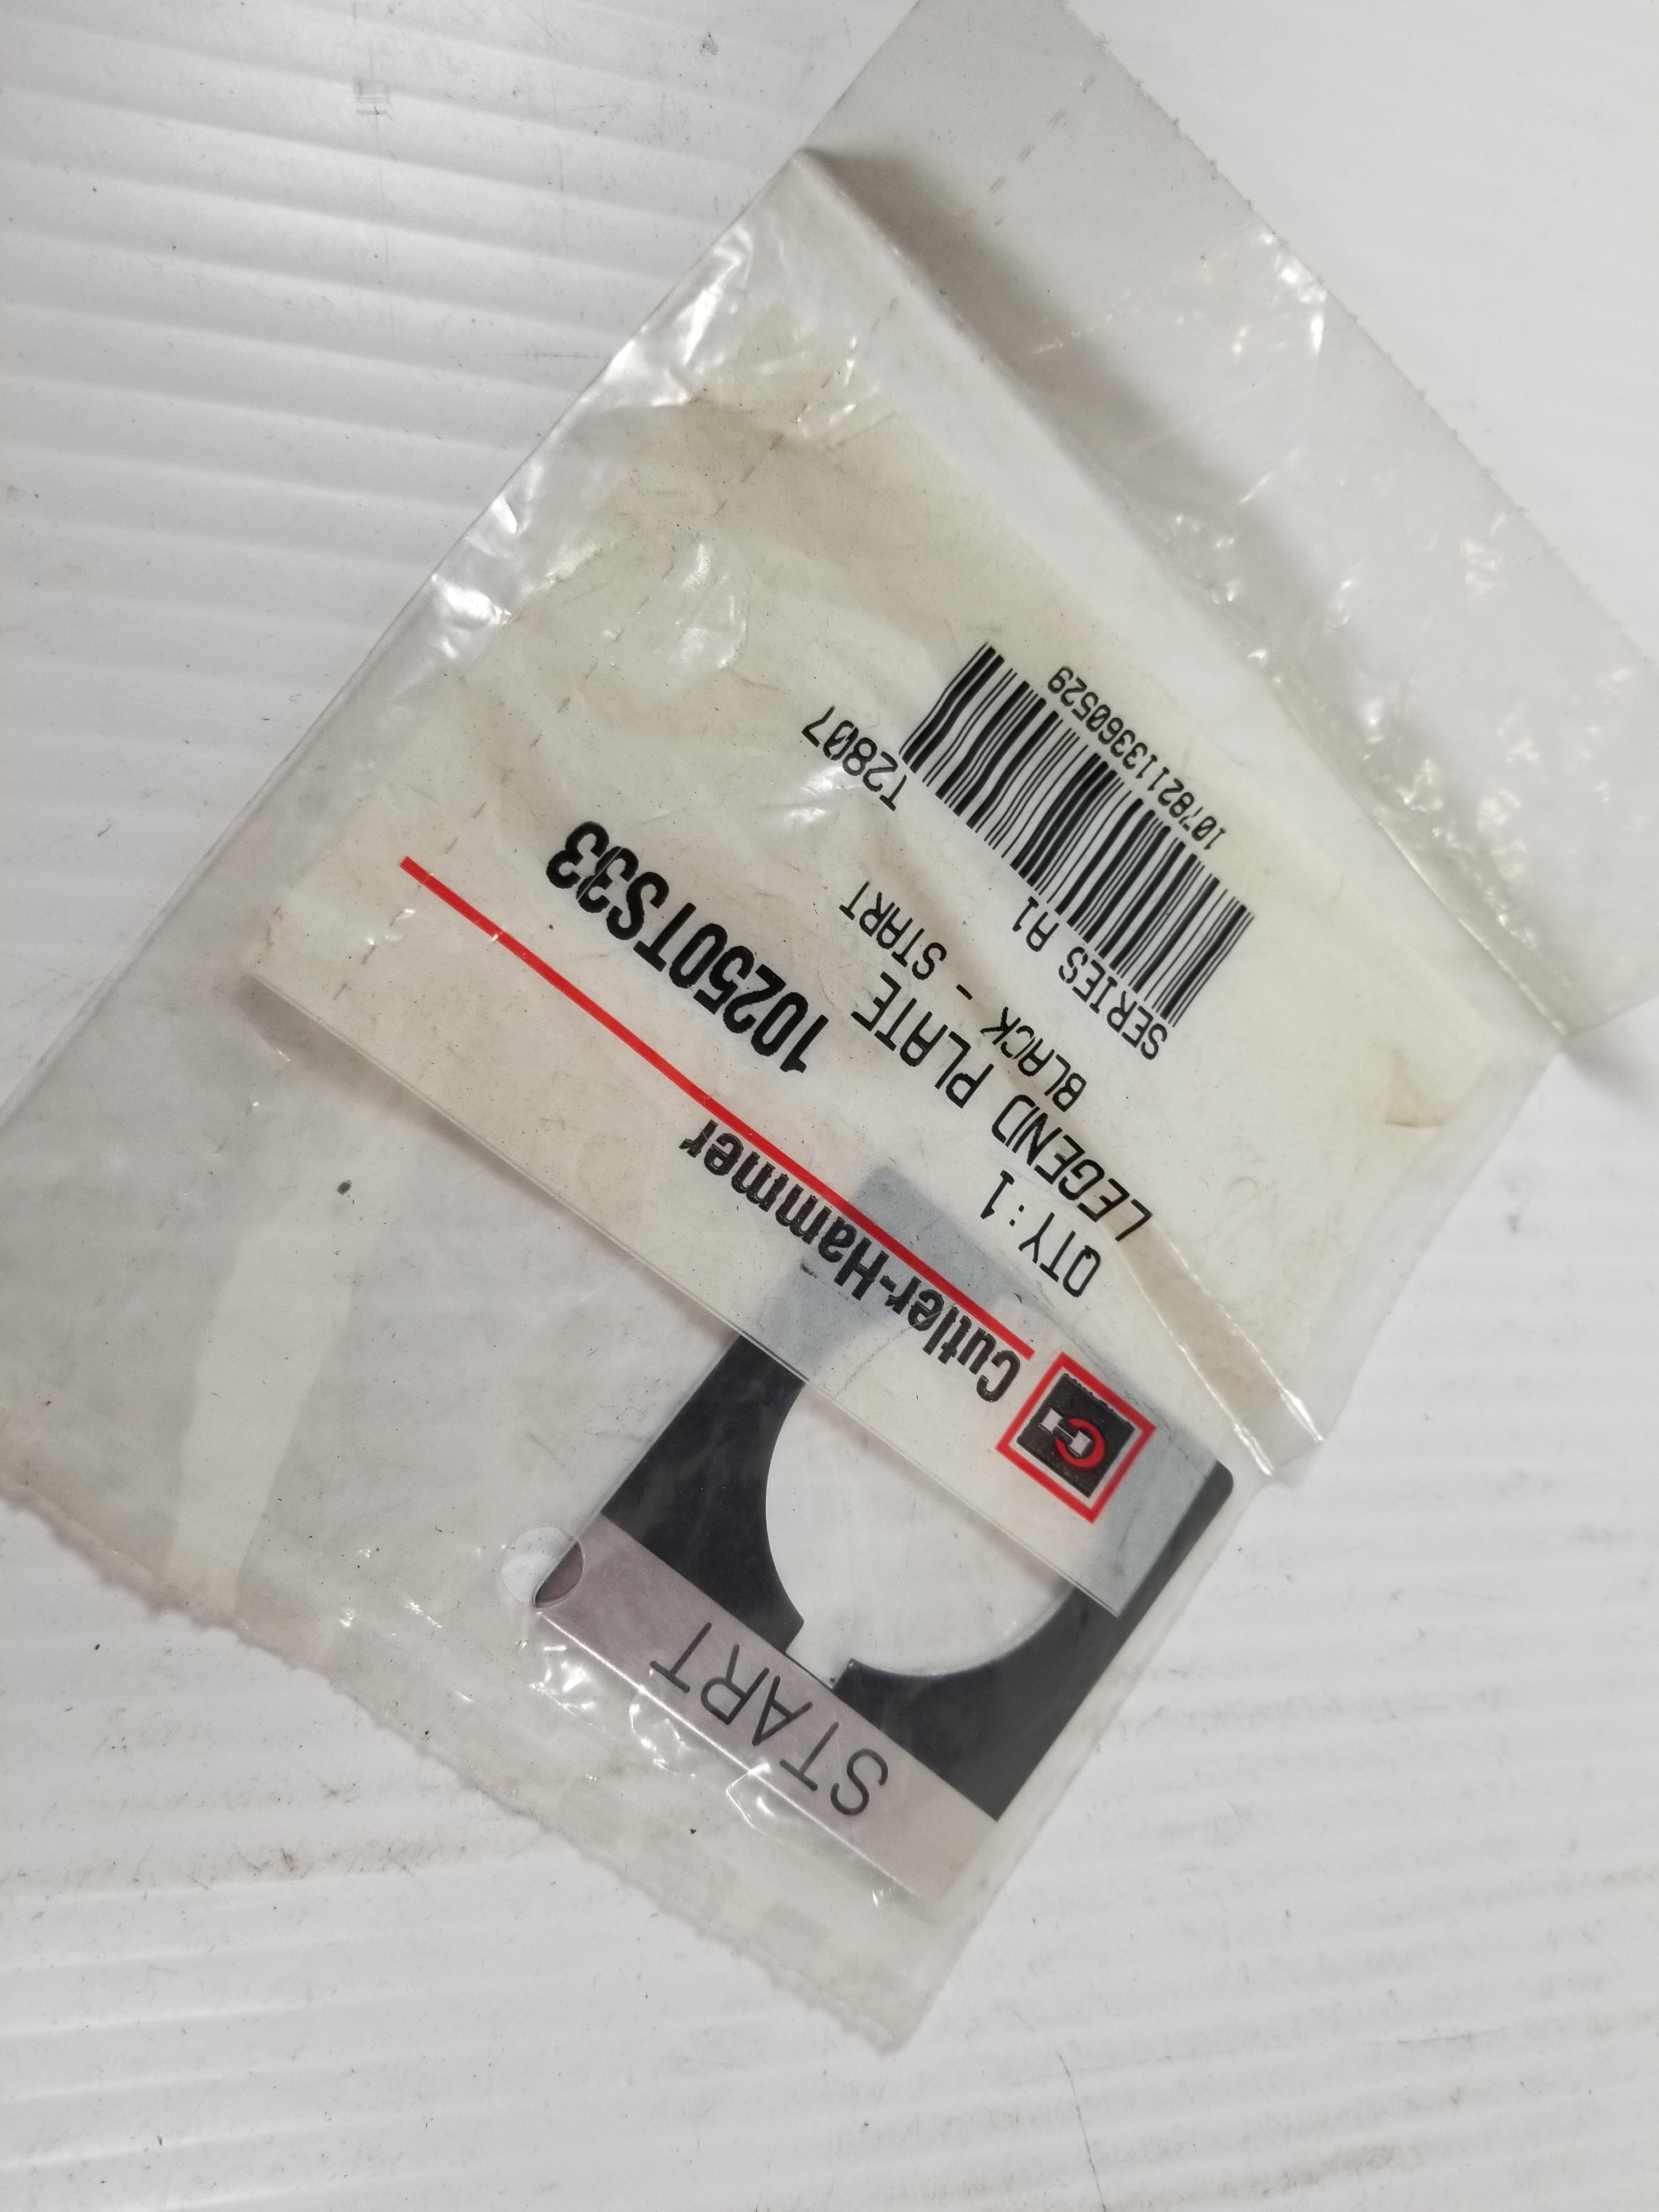 START
Cutler-Hammer
10250TS33
QTY:1
LEGEND PLATE
BLACK - START
T2807
SERIES A1
10782113360529